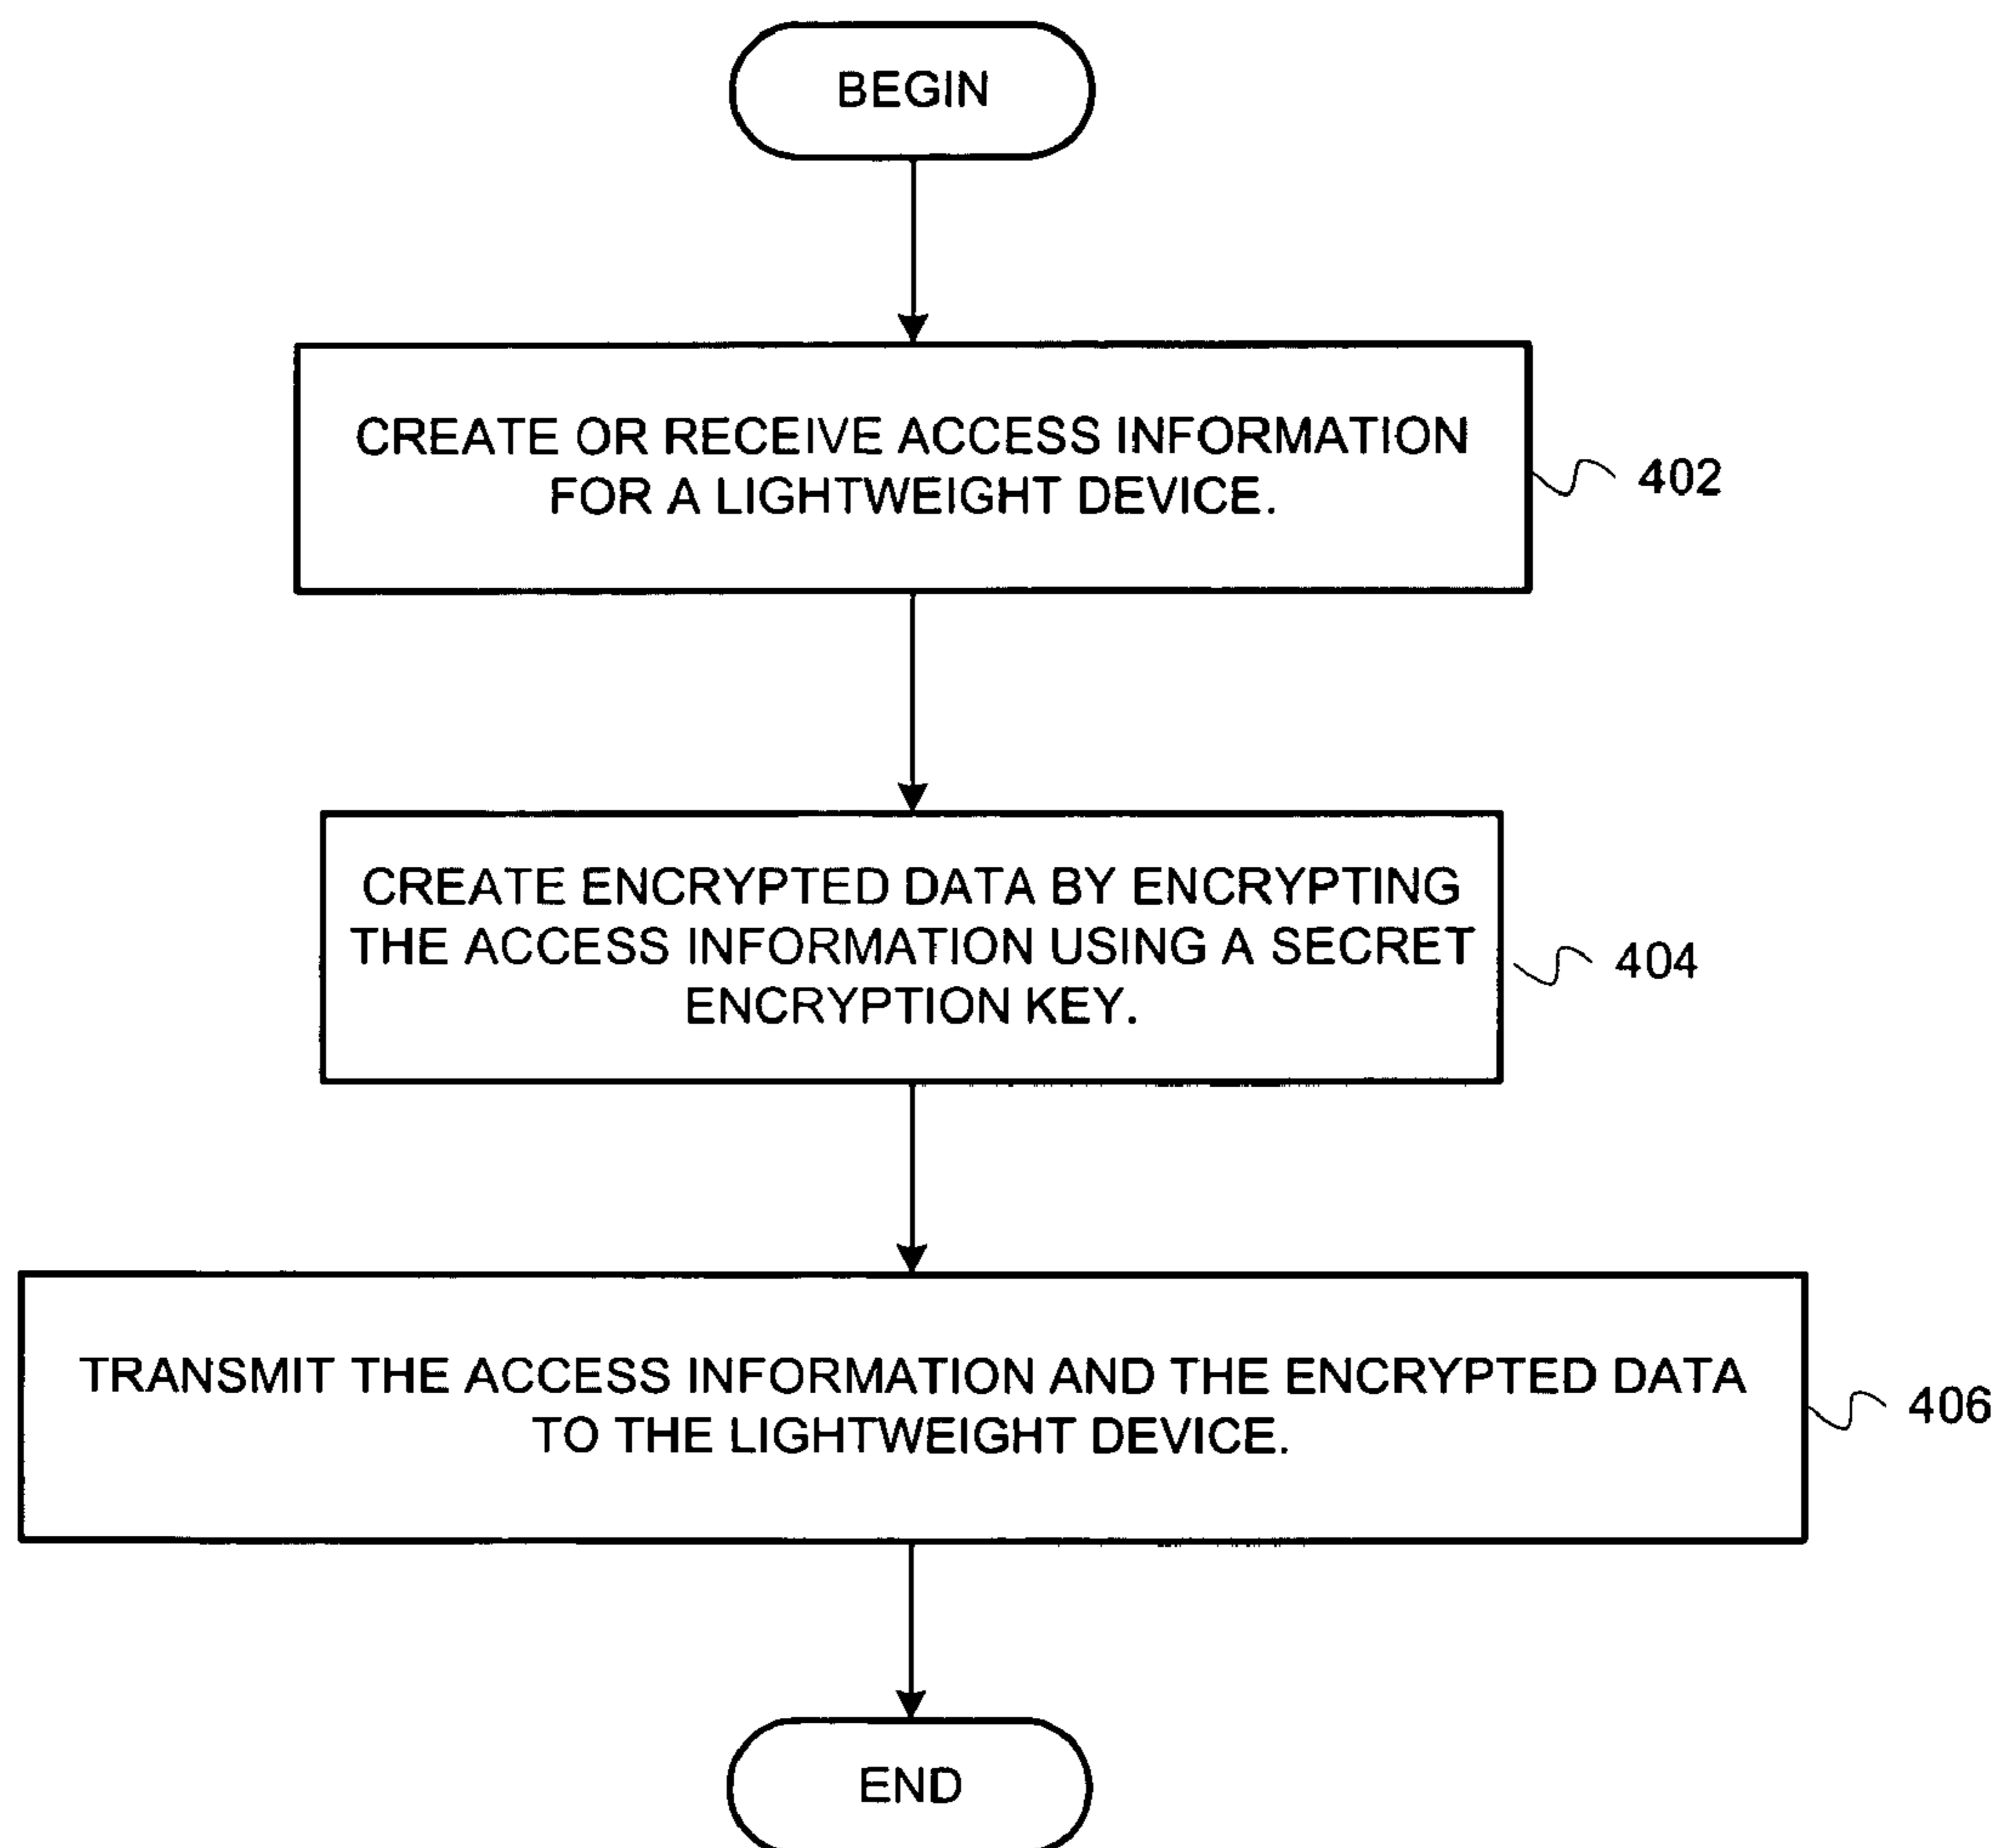 BEGIN
CREATE OR RECEIVE ACCESS INFORMATION
FOR A LIGHTWEIGHT DEVICE.
402
CREATE ENCRYPTED DATA BY ENCRYPTING
THE ACCESS INFORMATION USING A SECRET
ENCRYPTION KEY.
404
TRANSMIT THE ACCESS INFORMATION AND THE ENCRYPTED DATA
TO THE LIGHTWEIGHT DEVICE.
406
END